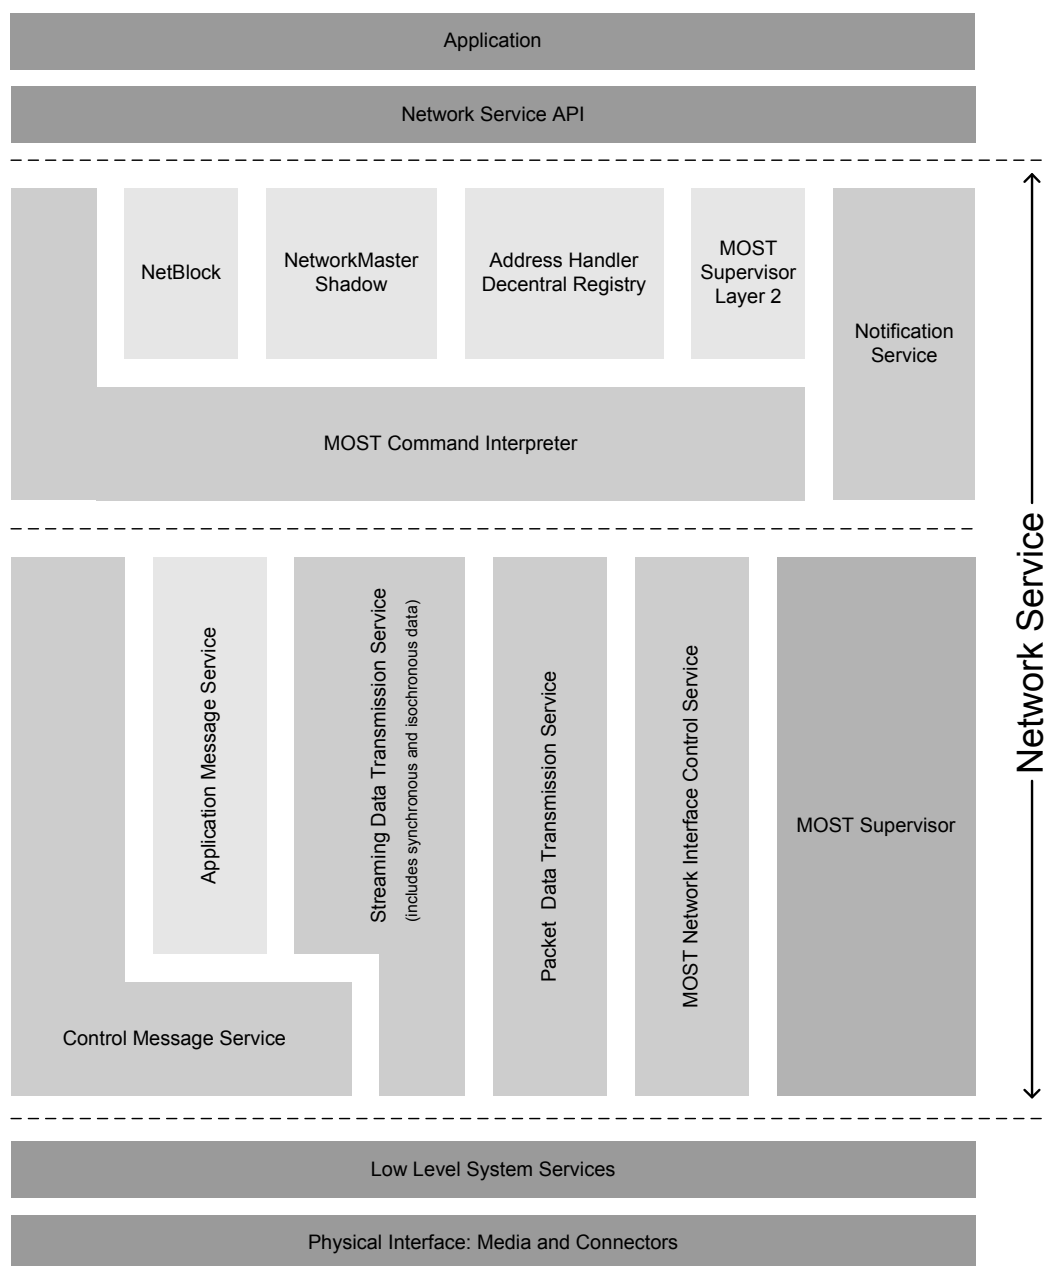 Application
Network Service API
NetBlock
NetworkMaster
Shadow
Address Handler
Decentral Registry
MOST
Supervisor
Layer 2
Notification
Service
MOST Command Interpreter
Network Service
Application Message Service
Streaming Data Transmission Service
(includes synchronous and isochronous data)
Packet Data Transmission Service
MOST Network Interface Control Service
MOST Supervisor
Control Message Service
Low Level System Services
Physical Interface: Media and Connectors